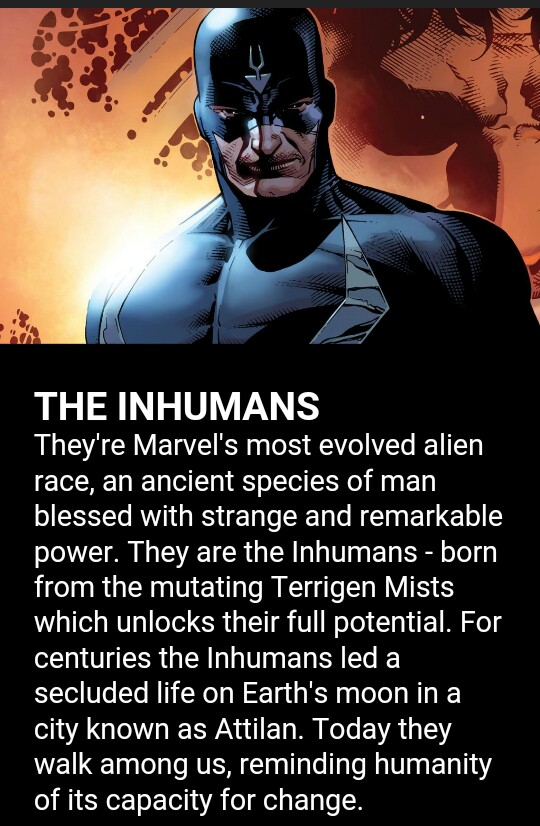 THE INHUMANS
They're Marvel's most evolved alien
race, an ancient species of man
blessed with strange and remarkable
power. They are the Inhumans - born
from the mutating Terrigen Mists
which unlocks their full potential. For
centuries the Inhumans led a
secluded life on Earth's moon in a
city known as Attilan. Today they
walk among us, reminding humanity
of its capacity for change.